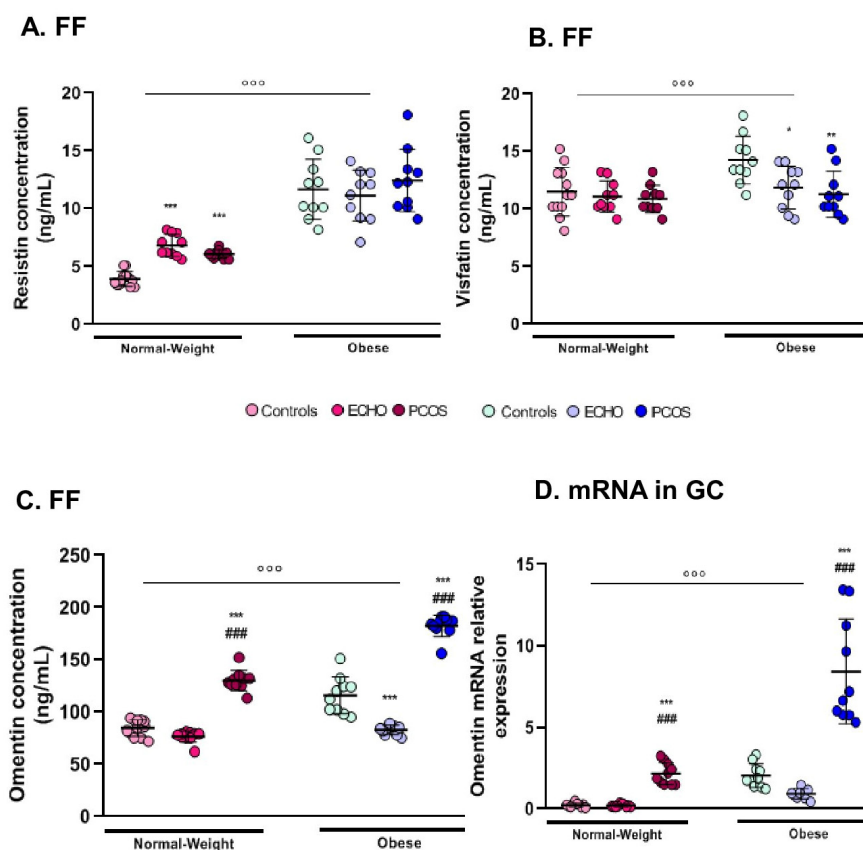 A. FF
°°°
20
15
10
5
0
Resistin concentration
(ng/mL)
***
***
Normal-Weight
Obese
B. FF
°°°
20
15
10
5
0
Visfatin concentration
(ng/mL)
*
**
Normal-Weight
Obese
Controls ECHO PCOS Controls ECHO PCOS
C. FF
°°°
250
200
150
100
50
0
Omentin concentration
(ng/mL)
***
###
***
***
###
Normal-Weight
Obese
D. mRNA in GC
°°°
15
10
5
0
Omentin mRNA relative
expression
***
###
***
###
Normal-Weight
Obese